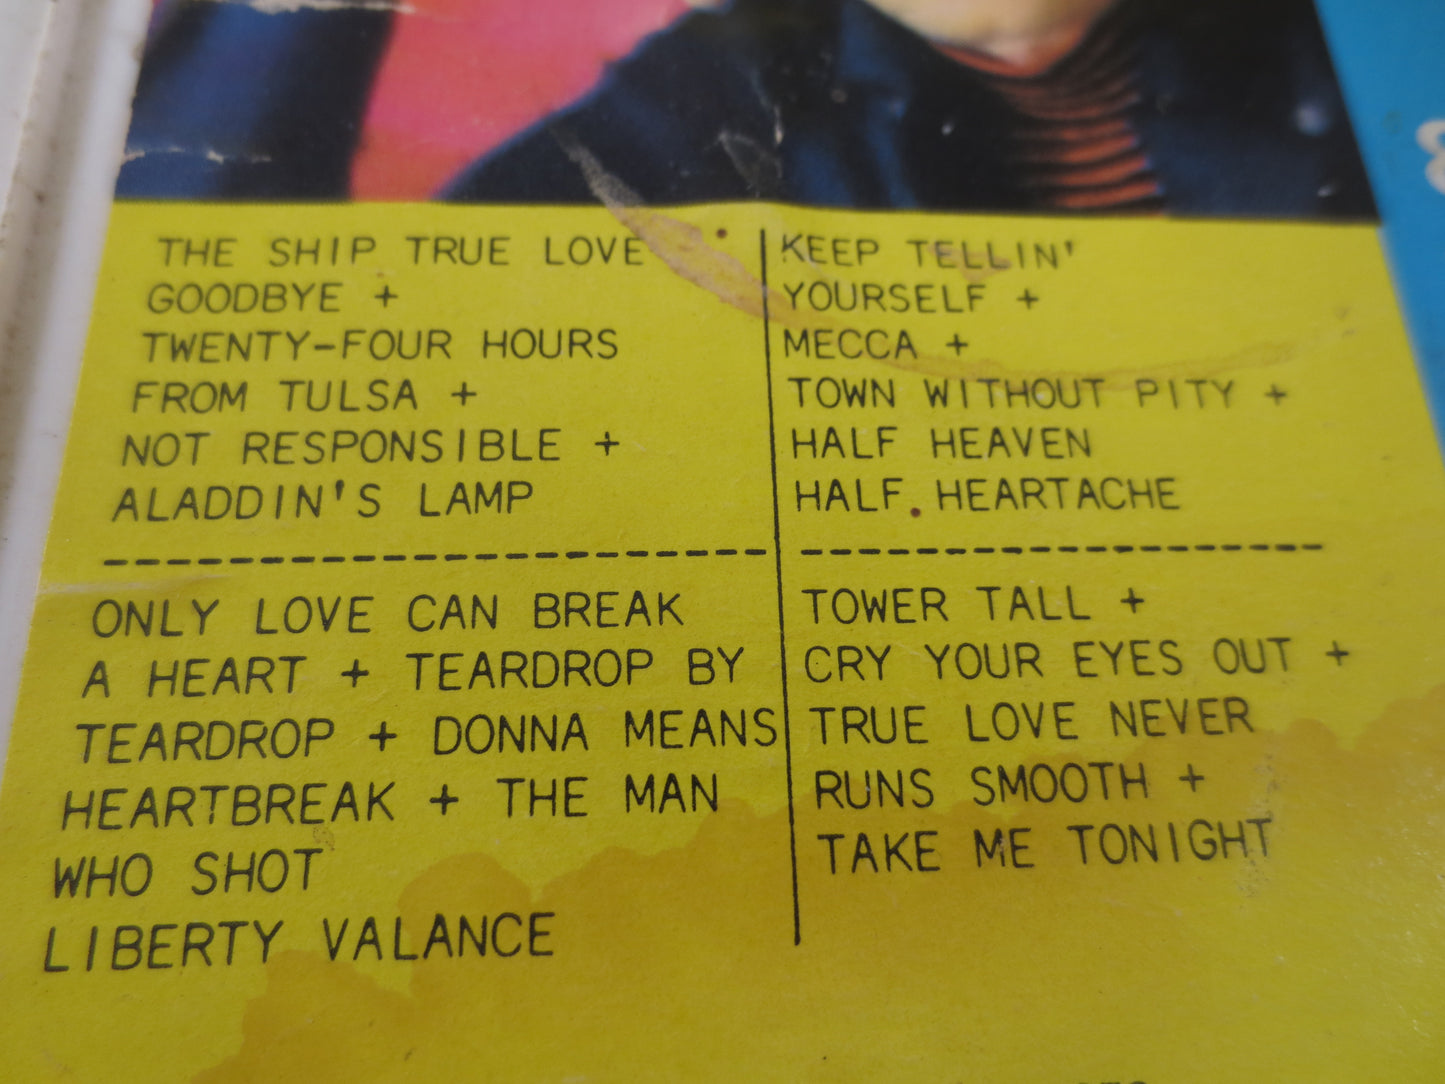 THE SHIP TRUE LOVE
GOODBYE +
TWENTY-FOUR HOURS
FROM TULSA +
NOT RESPONSIBLE +
ALADDIN'S LAMP
KEEP TELLIN'
YOURSELF +
MECCA +
TOWN WITHOUT PITY +
HALF HEAVEN
HALF HEARTACHE
ONLY LOVE CAN BREAK
A HEART + TEARDROP BY
TEARDROP + DONNA MEANS
HEARTBREAK + THE MAN
WHO SHOT
LIBERTY VALANCE
TOWER TALL +
CRY YOUR EYES OUT +
TRUE LOVE NEVER
RUNS SMOOTH +
TAKE ME TONIGHT